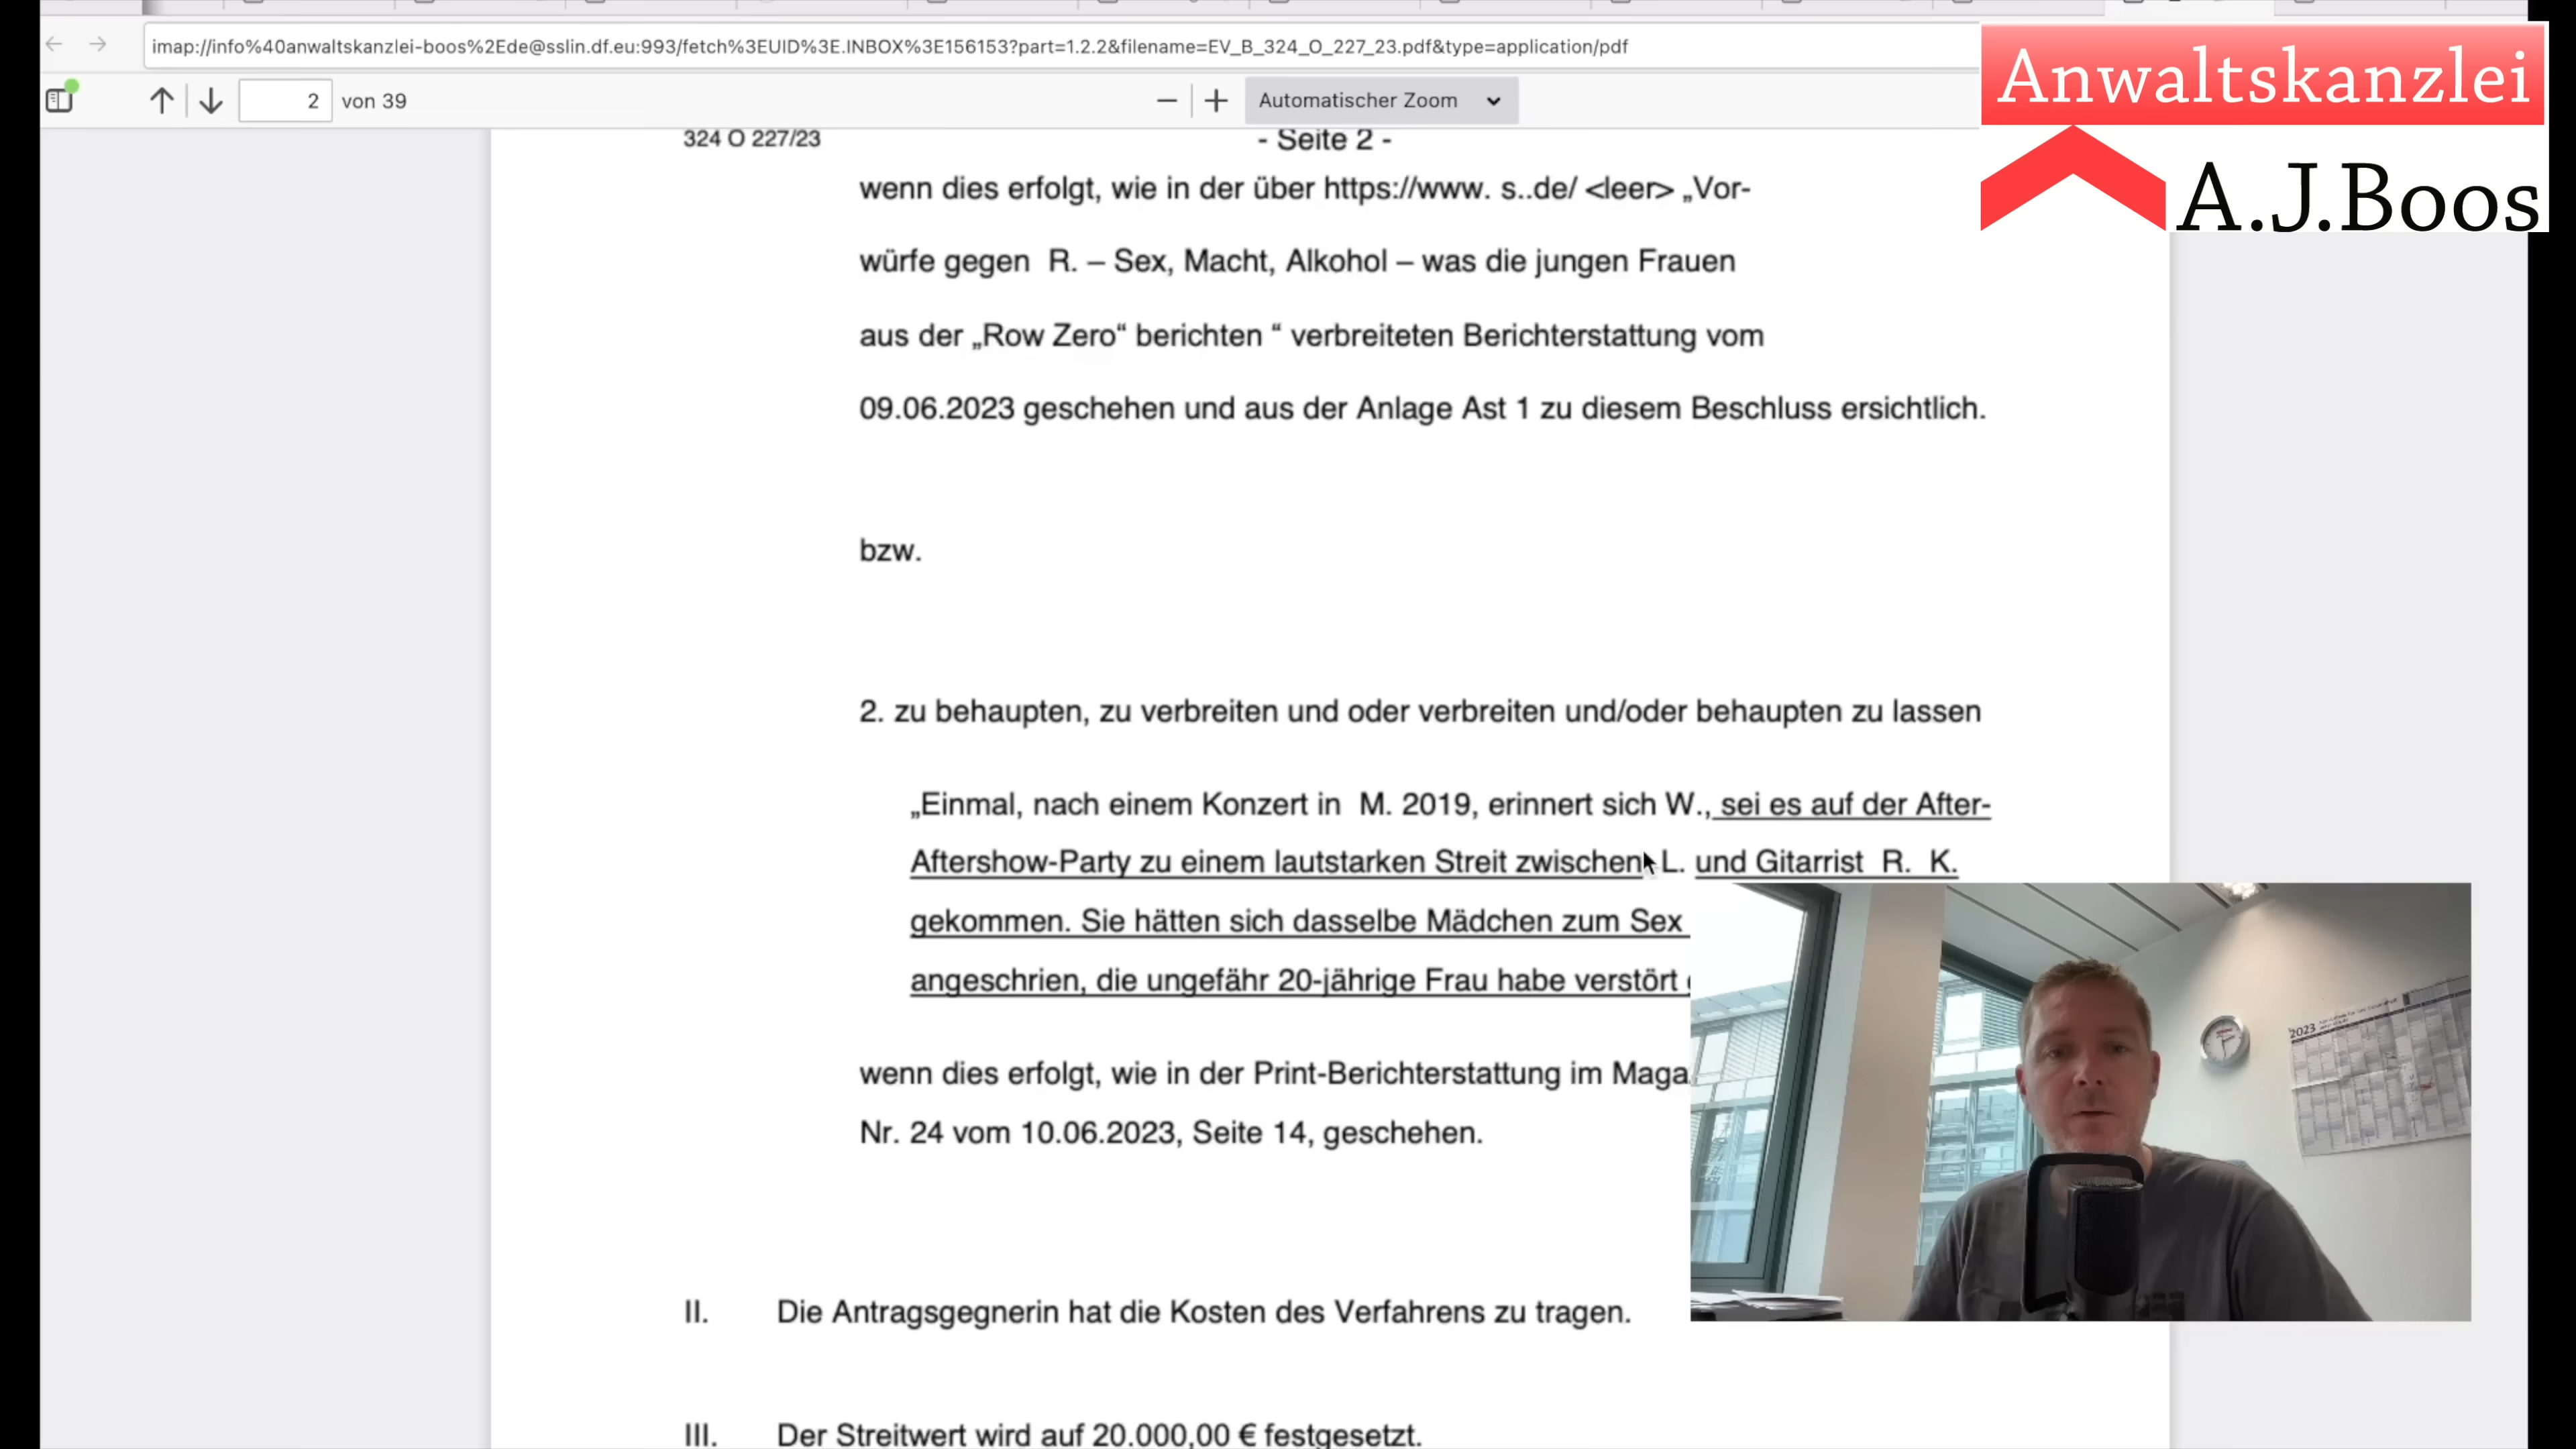 imap://info%40anwaltskanzlei-boos%2Ede@sslin.df.eu:993/fetch%3EUID%3E.INBOX%3E156153?part=1.2.2&filename=EV_B_324_O_227_23.pdf&type=application/pdf
2 von 39
Automatischer Zoom
Anwaltskanzlei
A.J.Boos
324 O 227/23
- Seite 2 -
wenn dies erfolgt, wie in der über https://www. s..de/ <leer> „Vor-
würfe gegen R. – Sex, Macht, Alkohol – was die jungen Frauen
aus der „Row Zero“ berichten “ verbreiteten Berichterstattung vom
09.06.2023 geschehen und aus der Anlage Ast 1 zu diesem Beschluss ersichtlich.
bzw.
2. zu behaupten, zu verbreiten und oder verbreiten und/oder behaupten zu lassen
„Einmal, nach einem Konzert in M. 2019, erinnert sich W., sei es auf der After-
Aftershow-Party zu einem lautstarken Streit zwischen L. und Gitarrist R. K.
gekommen. Sie hätten sich dasselbe Mädchen zum Sex
angeschrien, die ungefähr 20-jährige Frau habe verstört
wenn dies erfolgt, wie in der Print-Berichterstattung im Maga
Nr. 24 vom 10.06.2023, Seite 14, geschehen.
2023
II. Die Antragsgegnerin hat die Kosten des Verfahrens zu tragen.
III. Der Streitwert wird auf 20.000,00 € festgesetzt.